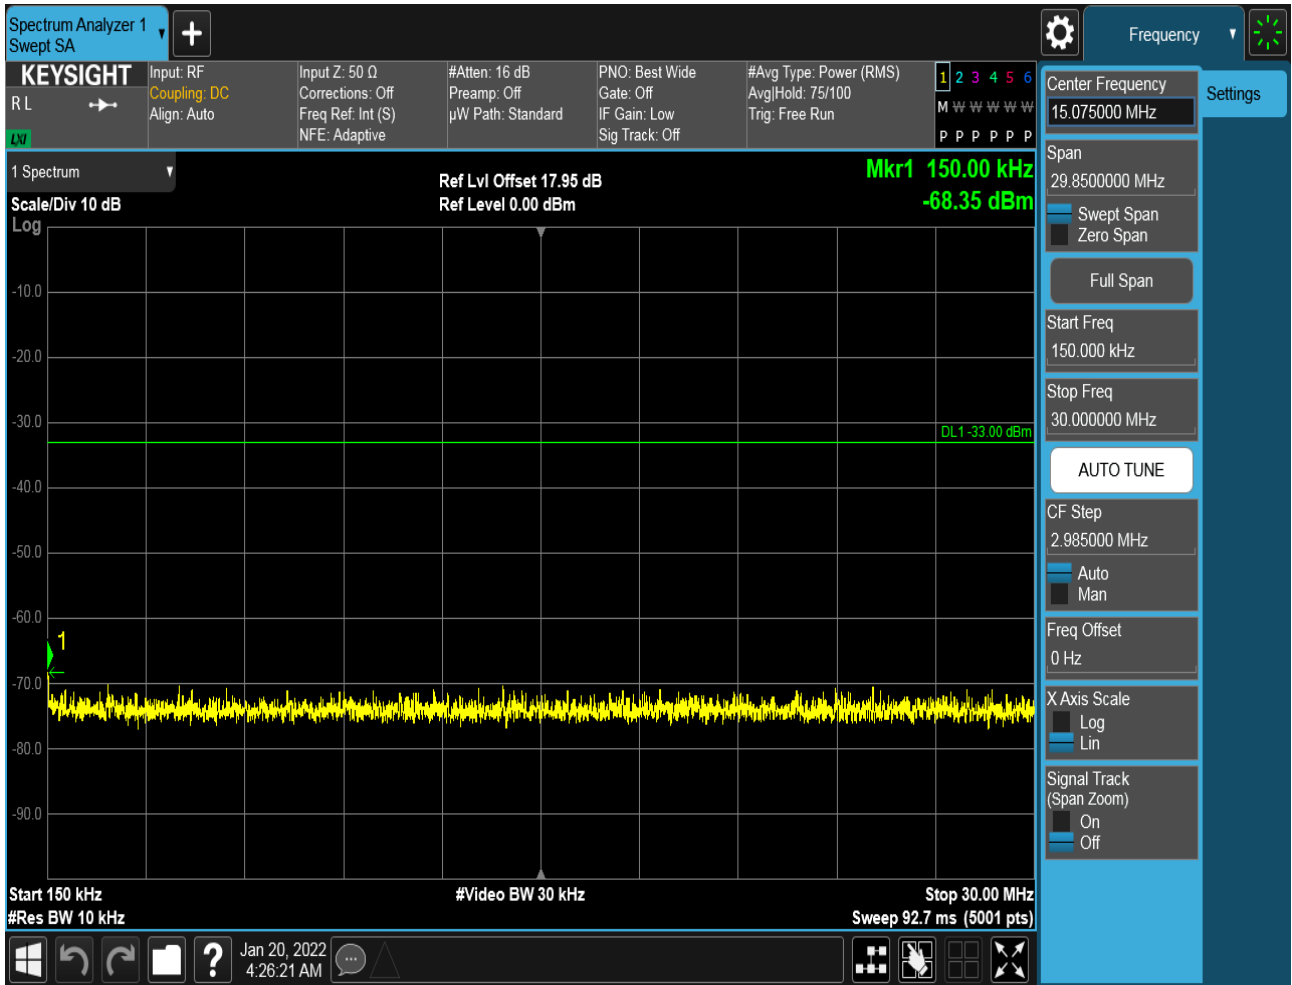 Spectrum Analyzer 1
Swept SA
Frequency
KEYSIGHT
R L
LXI
Input: RF
Coupling: DC
Align: Auto
Input Z: 50 Ω
Corrections: Off
Freq Ref: Int (S)
NFE: Adaptive
#Atten: 16 dB
Preamp: Off
µW Path: Standard
PNO: Best Wide
Gate: Off
IF Gain: Low
Sig Track: Off
#Avg Type: Power (RMS)
Avg|Hold: 75/100
Trig: Free Run
1 2 3 4 5 6
M W W W W W
P P P P P P
1 Spectrum
Scale/Div 10 dB
Log
Ref Lvl Offset 17.95 dB
Ref Level 0.00 dBm
Mkr1 150.00 kHz
-68.35 dBm
-10.0
-20.0
-30.0
DL1 -33.00 dBm
-40.0
-50.0
-60.0
1
-70.0
-80.0
-90.0
Start 150 kHz
#Video BW 30 kHz
Stop 30.00 MHz
#Res BW 10 kHz
Sweep 92.7 ms (5001 pts)
Center Frequency
15.075000 MHz
Settings
Span
29.8500000 MHz
Swept Span
Zero Span
Full Span
Start Freq
150.000 kHz
Stop Freq
30.000000 MHz
AUTO TUNE
CF Step
2.985000 MHz
Auto
Man
Freq Offset
0 Hz
X Axis Scale
Log
Lin
Signal Track
(Span Zoom)
On
Off
?
Jan 20, 2022
4:26:21 AM